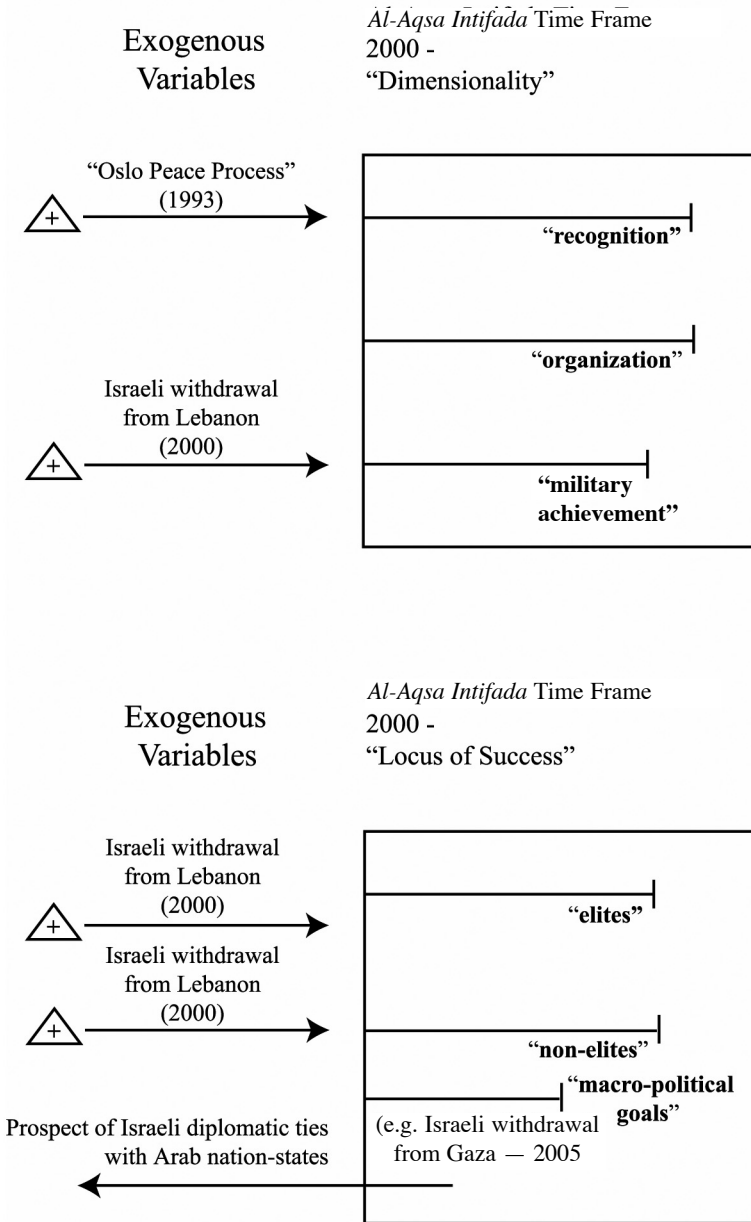 Exogenous
Variables
Al-Aqsa Intifada Time Frame
2000 -
“Dimensionality”
“Oslo Peace Process”
(1993)
+
“recognition”
“organization”
Israeli withdrawal
from Lebanon
(2000)
+
“military
achievement”
Exogenous
Variables
Al-Aqsa Intifada Time Frame
2000 -
“Locus of Success”
Israeli withdrawal
from Lebanon
(2000)
+
“elites”
Israeli withdrawal
from Lebanon
(2000)
+
“non-elites”
“macro-political
goals”
(e.g. Israeli withdrawal
from Gaza — 2005
Prospect of Israeli diplomatic ties
with Arab nation-states